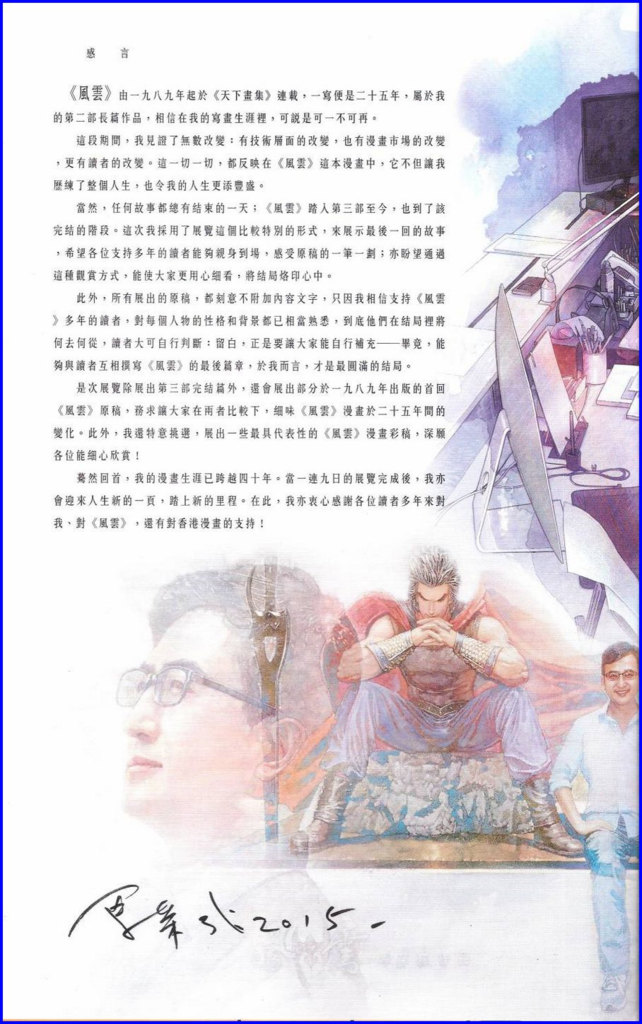 感言
《風雲》由一九八九年起於《天下畫集》連載，一寫便是二十五年，屬於我
的第二部長篇作品，相信在我的寫畫生涯裡，可說是可一不可再。
這段期間，我見證了無數改變：有技術層面的改變，也有漫畫市場的改變
，更有讀者的改變。這一切一切，都反映在《風雲》這本漫畫中，它不但讓我
歷練了整個人生，也令我的人生更添豐盛。
當然，任何故事都總有結束的一天；《風雲》踏入第三部至今，也到了該
完結的階段。這次我採用了展覽這個比較特別的形式，來展示最後一回的故事
，希望各位支持多年的讀者能夠親身到場，感受原稿的一筆一劃；亦盼望通過
這種觀賞方式，能使大家更用心細看，將結局烙印心中。
此外，所有展出的原稿，都刻意不附加內容文字，只因我相信支持《風雲
》多年的讀者，對每個人物的性格和背景都已相當熟悉，到底他們在結局裡將
何去何從，讀者大可自行判斷：留白，正是要讓大家能自行補充——畢竟，能
夠與讀者互相撰寫《風雲》的最後篇章，於我而言，才是最圓滿的結局。
是次展覽除展出第三部完結篇外，還會展出部分於一九八九年出版的首回
《風雲》原稿，務求讓大家在兩者比較下，細味《風雲》漫畫於二十五年間的
變化。此外，我還特意挑選，展出一些最具代表性的《風雲》漫畫彩稿，深願
各位能細心欣賞！
驀然回首，我的漫畫生涯已跨越四十年。當一連九日的展覽完成後，我亦
會迎來人生新的一頁，踏上新的里程。在此，我亦衷心感謝各位讀者多年來對
我、對《風雲》，還有對香港漫畫的支持！
2015